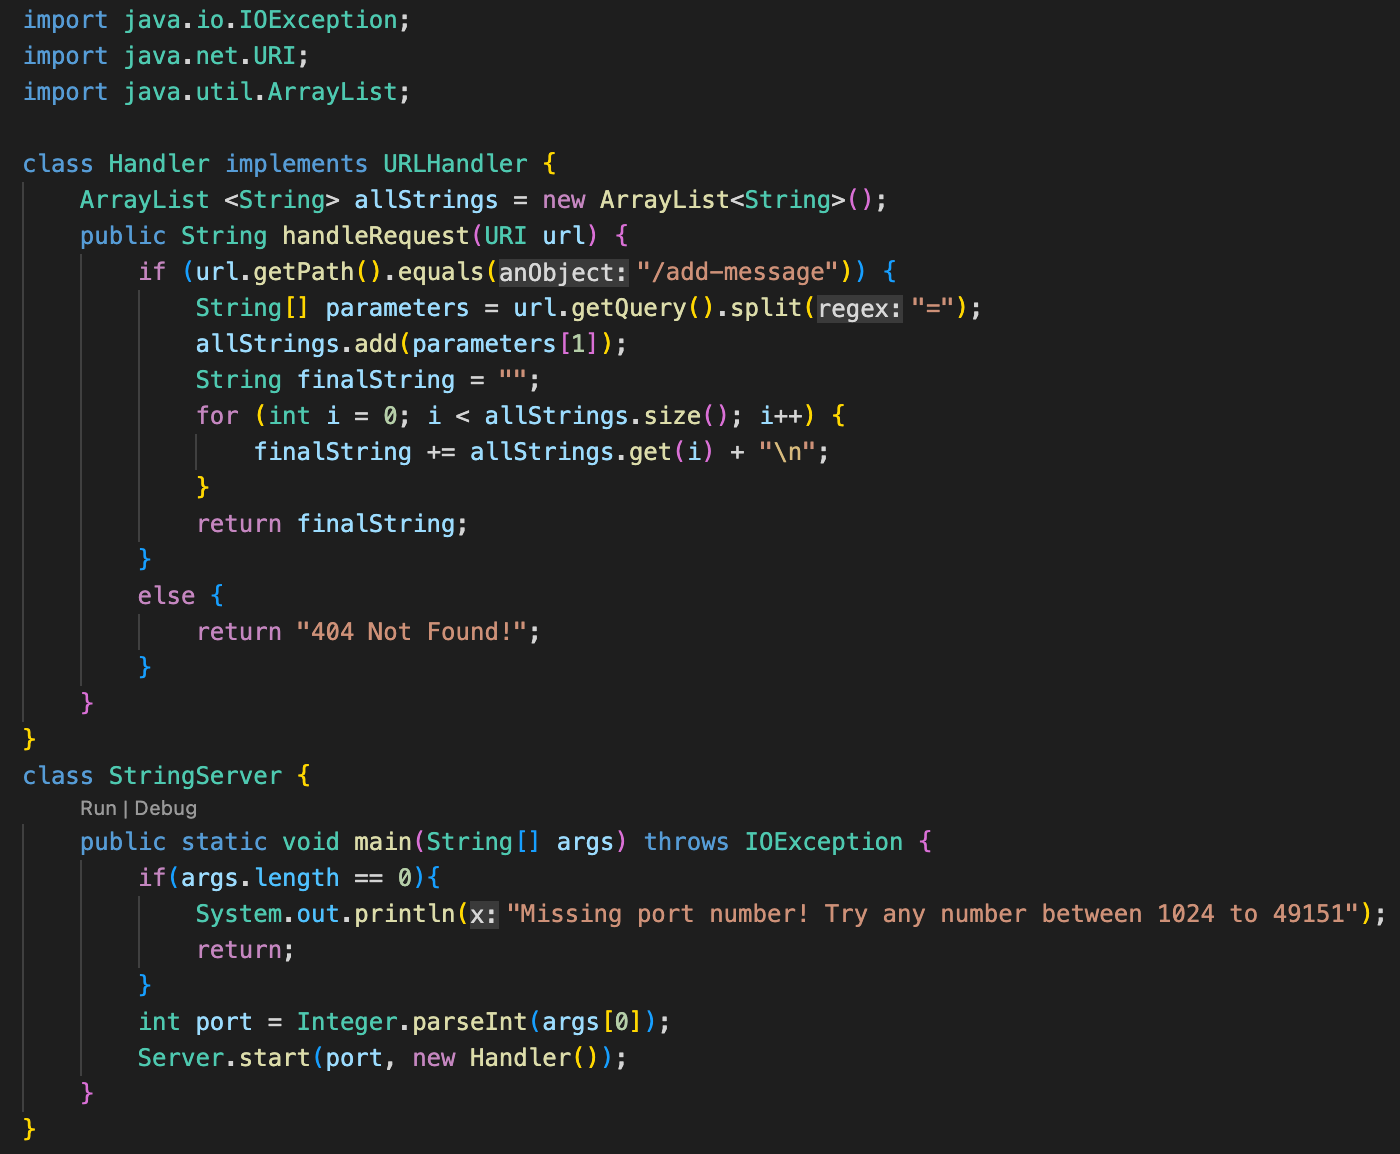 import java.io.IOException;
import java.net.URI;
import java.util.ArrayList;

class Handler implements URLHandler {
    ArrayList <String> allStrings = new ArrayList<String>();
    public String handleRequest(URI url) {
        if (url.getPath().equals(anObject: "/add-message")) {
            String[] parameters = url.getQuery().split(regex: "=");
            allStrings.add(parameters[1]);
            String finalString = "";
            for (int i = 0; i < allStrings.size(); i++) {
                finalString += allStrings.get(i) + "\n";
            }
            return finalString;
        }
        else {
            return "404 Not Found!";
        }
    }
}
class StringServer {
    Run | Debug
    public static void main(String[] args) throws IOException {
        if(args.length == 0){
            System.out.println(x: "Missing port number! Try any number between 1024 to 49151");
            return;
        }
        int port = Integer.parseInt(args[0]);
        Server.start(port, new Handler());
    }
}